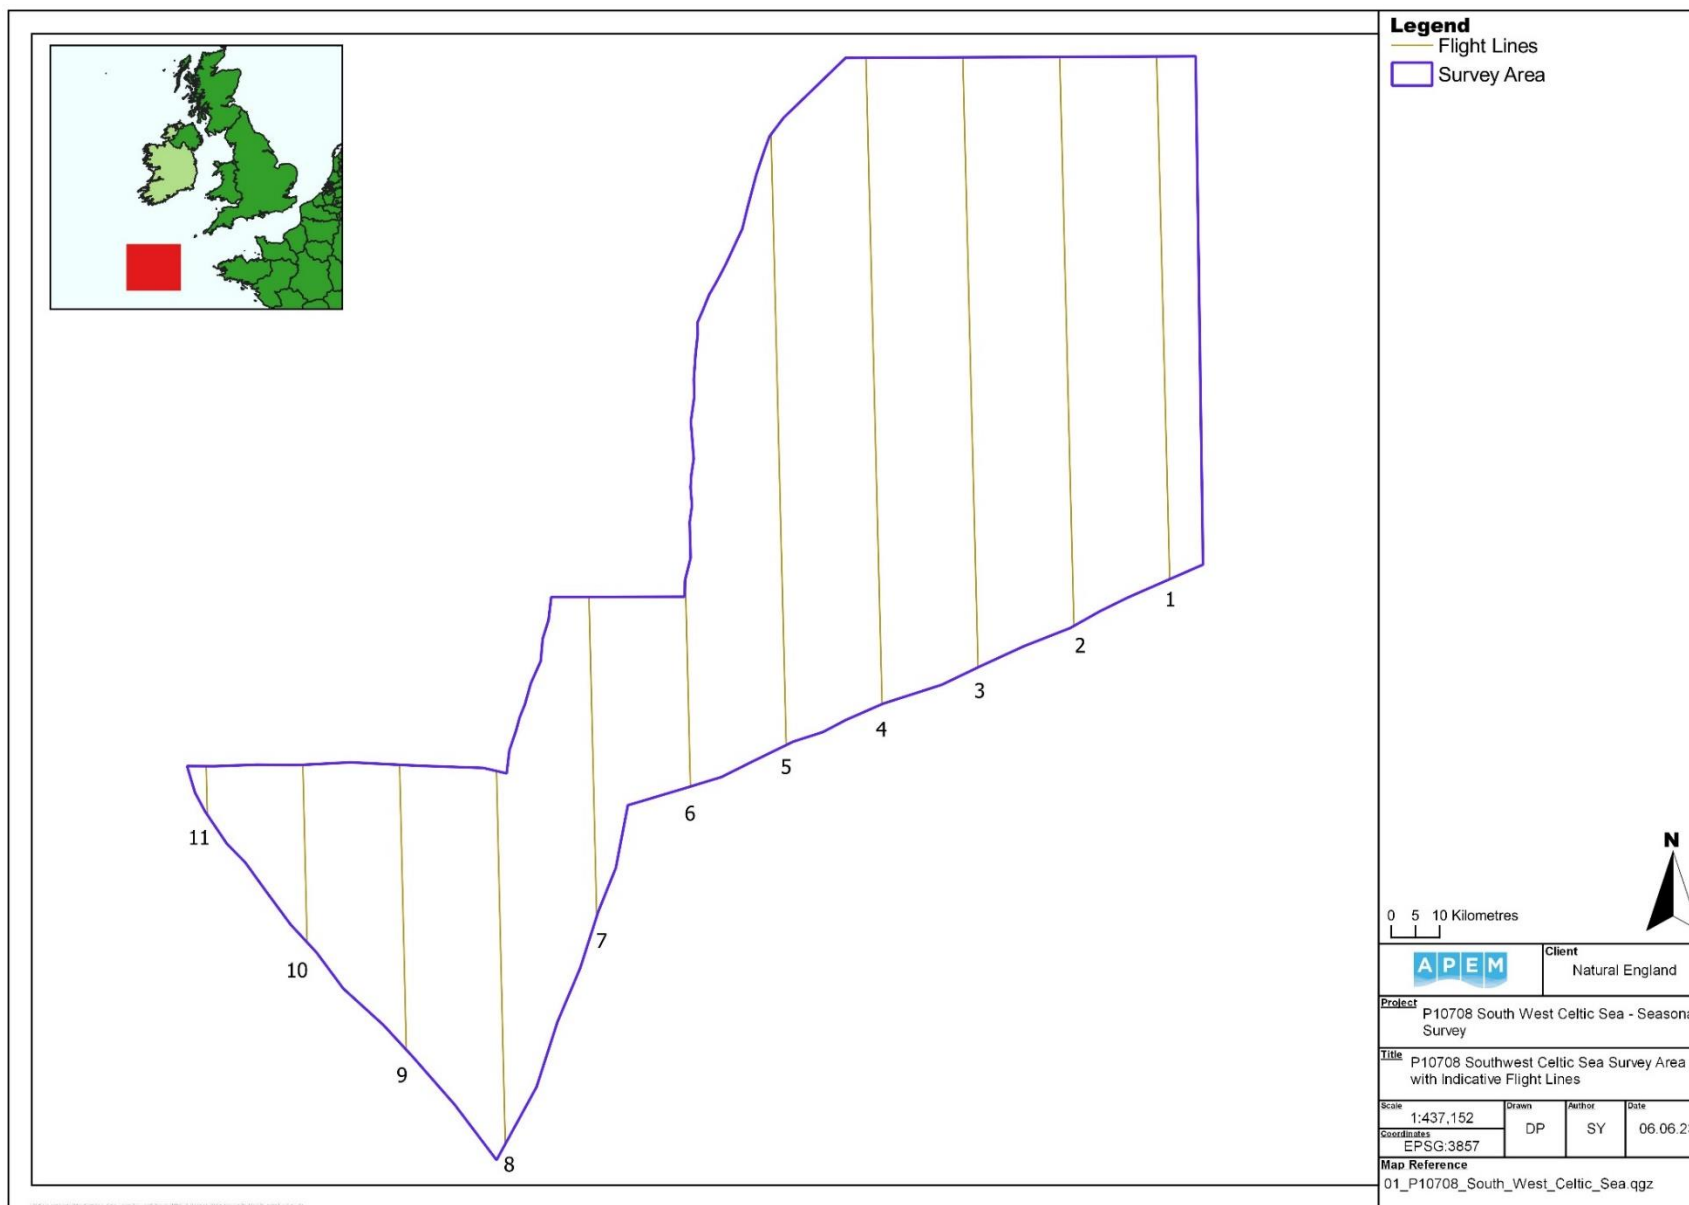 Legend
Flight Lines
Survey Area
1
2
3
4
5
6
7
8
9
10
11
N
0 5 10 Kilometres
APEM
Client
Natural England
Project
P10708 South West Celtic Sea - Seasona
Survey
Title
P10708 Southwest Celtic Sea Survey Area
with Indicative Flight Lines
Scale
1:437,152
Drawn
DP
Author
SY
Date
06.06.2
Coordinates
EPSG:3857
Map Reference
01_P10708_South_West_Celtic_Sea.qgz